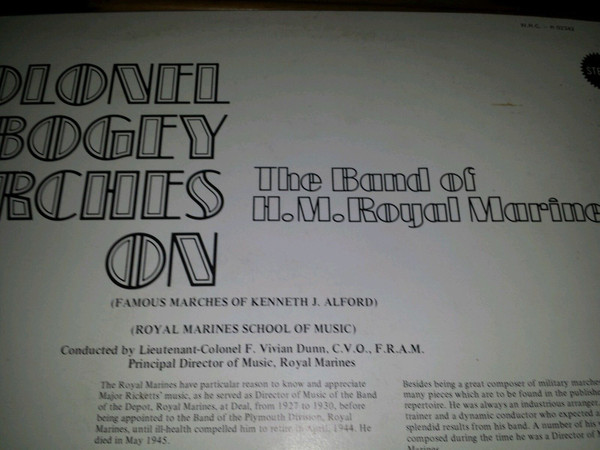 OLONEL
BOGEY
RCHES
ON
The Band of
H.M. Royal Marine
(FAMOUS MARCHES OF KENNETH J. ALFORD)
(ROYAL MARINES SCHOOL OF MUSIC)
Conducted by Lieutenant-Colonel F. Vivian Dunn, C.V.O., F.R.A.M.
Principal Director of Music, Royal Marines
The Royal Marines have particular reason to know and appreciate
Major Ricketts' music, as he served as Director of Music of the Band
of the Depot, Royal Marines, at Deal, from 1927 to 1930, before
being appointed to the Band of the Plymouth Division, Royal
Marines, until ill-health compelled him to retire in April, 1944. He
died in May 1945.
Besides being a great composer of military marche
many pieces which are to be found in the publishe
repertoire. He was always an industrious arranger,
trainer and a dynamic conductor who expected a
splendid results from his band. A number of his
composed during the time he was a Director of M